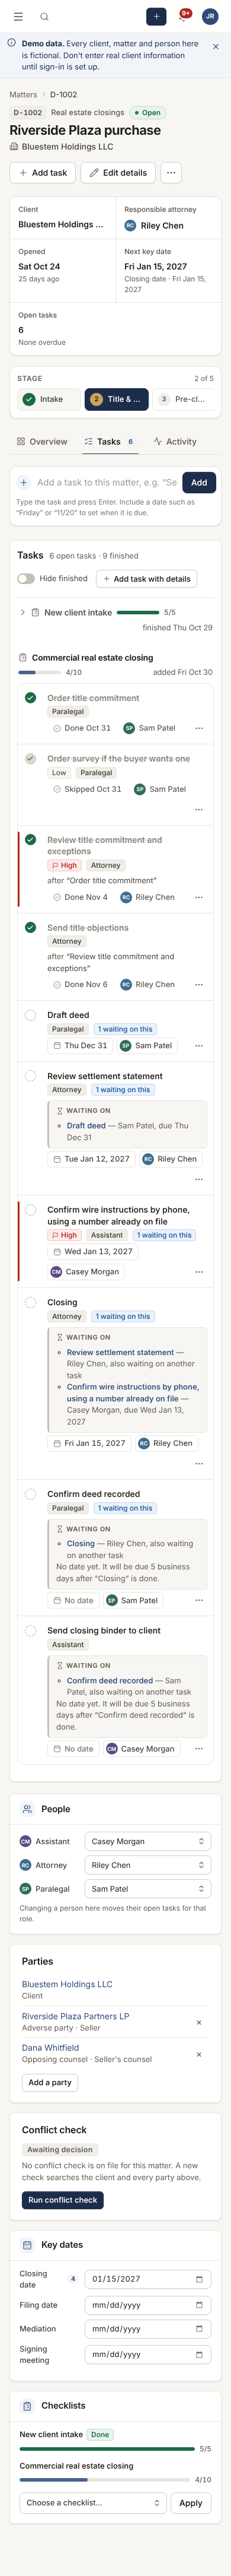 9+
JR
Demo data. Every client, matter and person here
is fictional. Don't enter real client information
until sign-in is set up.
Matters > D-1002
D-1002 Real estate closings Open
Riverside Plaza purchase
Bluestem Holdings LLC
Add task
Edit details
Client
Bluestem Holdings ...
Responsible attorney
RC Riley Chen
Opened
Sat Oct 24
25 days ago
Next key date
Fri Jan 15, 2027
Closing date · Fri Jan 15,
2027
Open tasks
6
None overdue
STAGE 2 of 5
Intake
2 Title & ...
3 Pre-cl...
Overview
Tasks 6
Activity
Add a task to this matter, e.g. "Se
Add
Type the task and press Enter. Include a date such as
"Friday" or "11/20" to set when it is due.
Tasks 6 open tasks · 9 finished
Hide finished
Add task with details
New client intake 5/5
finished Thu Oct 29
Commercial real estate closing
4/10 added Fri Oct 30
Order title commitment
Paralegal
Done Oct 31 SP Sam Patel
Order survey if the buyer wants one
Low Paralegal
Skipped Oct 31 SP Sam Patel
Review title commitment and
exceptions
High Attorney
after "Order title commitment"
Done Nov 4 RC Riley Chen
Send title objections
Attorney
after "Review title commitment and
exceptions"
Done Nov 6 RC Riley Chen
Draft deed
Paralegal 1 waiting on this
Thu Dec 31 SP Sam Patel
Review settlement statement
Attorney 1 waiting on this
WAITING ON
Draft deed — Sam Patel, due Thu
Dec 31
Tue Jan 12, 2027 RC Riley Chen
Confirm wire instructions by phone,
using a number already on file
High Assistant 1 waiting on this
Wed Jan 13, 2027
CM Casey Morgan
Closing
Attorney 1 waiting on this
WAITING ON
Review settlement statement —
Riley Chen, also waiting on another
task
Confirm wire instructions by phone,
using a number already on file —
Casey Morgan, due Wed Jan 13,
2027
Fri Jan 15, 2027 RC Riley Chen
Confirm deed recorded
Paralegal 1 waiting on this
WAITING ON
Closing — Riley Chen, also waiting
on another task
No date yet. It will be due 5 business
days after "Closing" is done.
No date SP Sam Patel
Send closing binder to client
Assistant
WAITING ON
Confirm deed recorded — Sam
Patel, also waiting on another task
No date yet. It will be due 5 business
days after "Confirm deed recorded" is
done.
No date CM Casey Morgan
People
CM Assistant Casey Morgan
RC Attorney Riley Chen
SP Paralegal Sam Patel
Changing a person here moves their open tasks for that
role.
Parties
Bluestem Holdings LLC
Client
Riverside Plaza Partners LP
Adverse party · Seller
Dana Whitfield
Opposing counsel · Seller's counsel
Add a party
Conflict check
Awaiting decision
No conflict check is on file for this matter. A new
check searches the client and every party above.
Run conflict check
Key dates
Closing
date
4 01/15/2027
Filing date mm/dd/yyyy
Mediation mm/dd/yyyy
Signing
meeting
mm/dd/yyyy
Checklists
New client intake Done
5/5
Commercial real estate closing
4/10
Choose a checklist...
Apply